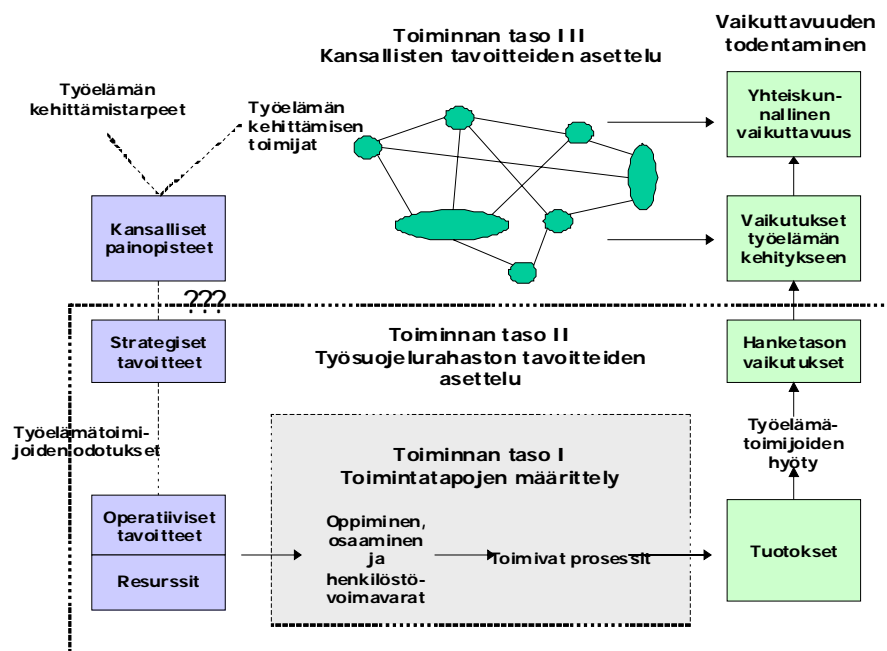 Toiminnan taso III
Kansallisten tavoitteiden asettelu
Vaikuttavuuden
todentaminen
Työelämän
kehittämistarpeet
Työelämän
kehittämisen
toimijat
Yhteiskun-
nallinen
vaikuttavuus
Kansalliset
painopisteet
Vaikutukset
työelämän
kehitykseen
???
Strategiset
tavoitteet
Toiminnan taso II
Työsuojelurahaston tavoitteiden
asettelu
Hanketason
vaikutukset
Työelämätoimi-
joiden odotukset
Työelämä-
toimijoiden
hyöty
Toiminnan taso I
Toimintatapojen määrittely
Operatiiviset
tavoitteet
Resurssit
Oppiminen,
osaaminen
ja
henkilöstö-
voimavarat
Toimivat prosessit
Tuotokset